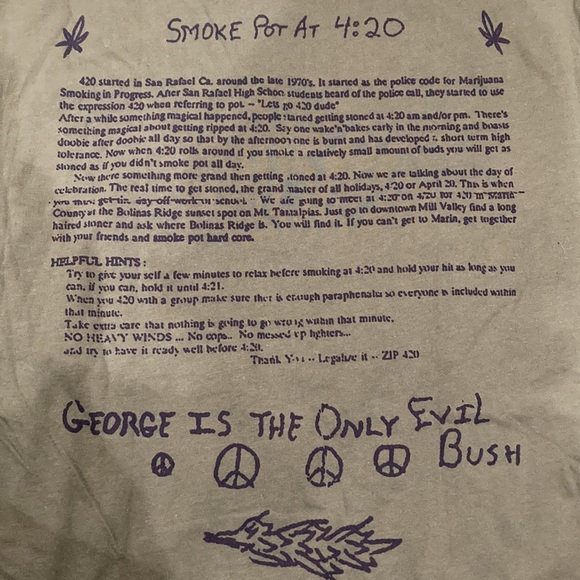 SMOKE POT AT 4:20
420 started in San Rafael Ca. around the late 1970's. It started as the police code for Marijuana
Smoking in Progress. After San Rafael High School students heard of the police call, they started to use
the expression 420 when referring to pot. – "Lets go 420 dude"
After a while something magical happened, people started getting stoned at 4:20 am and/or pm. There's
something magical about getting ripped at 4:20. Say one wake'n'bakes early in the morning and boasts
doobie after doobie all day so that by the afternoon one is burnt and has developed a short term high
tolerance. Now when 4:20 rolls around if you smoke a relatively small amount of buds you will get as
stoned as if you didn't smoke pot all day.
Now there something more grand then getting stoned at 4:20. Now we are talking about the day of
celebration. The real time to get stoned, the grand master of all holidays, 4/20 or April 20. This is when
you must get the day off work or school. We are going to meet at 4:20 on 4/20 for 420 in Marin
County at the Bolinas Ridge sunset spot on Mt. Tamalpias. Just go to downtown Mill Valley find a long
haired stoner and ask where Bolinas Ridge is. You will find it. If you can't get to Marin, get together
with your friends and smoke pot hard core.
HELPFUL HINTS :
Try to give your self a few minutes to relax before smoking at 4:20 and hold your hit as long as you
can, if you can, hold it until 4:21.
When you 420 with a group make sure ther is enough paraphenalia so everyone is included within
that minute.
Take extra care that nothing is going to go wrong within that minute.
NO HEAVY WINDS ... No cops.. No messed up lighters...
and try to have it ready well before 4:20.
Thank You -- Legalize it -- ZIP 420
GEORGE IS THE ONLY EVIL
BUSH